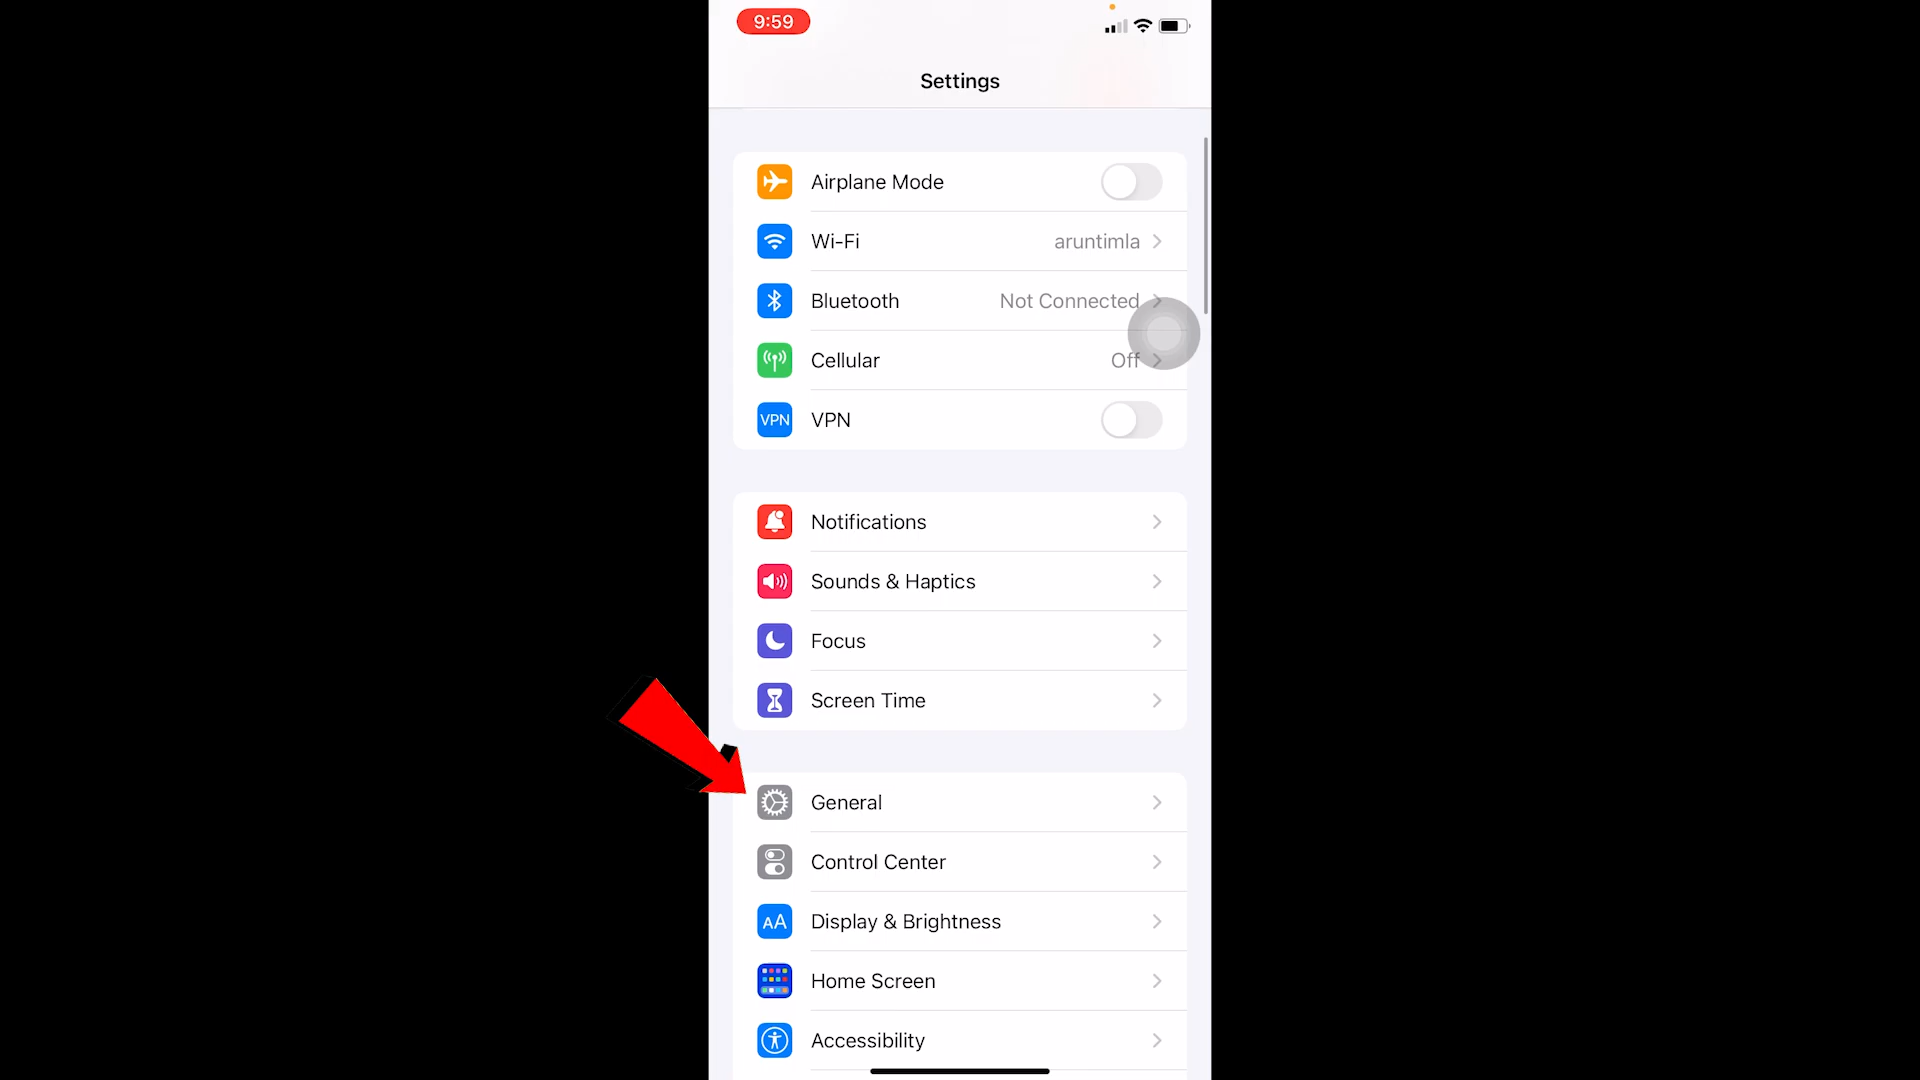 9:59
Settings
Airplane Mode
Wi-Fi aruntimla
Bluetooth Not Connected
Cellular Off
VPN VPN
Notifications
Sounds & Haptics
Focus
Screen Time
General
Control Center
AA Display & Brightness
Home Screen
Accessibility